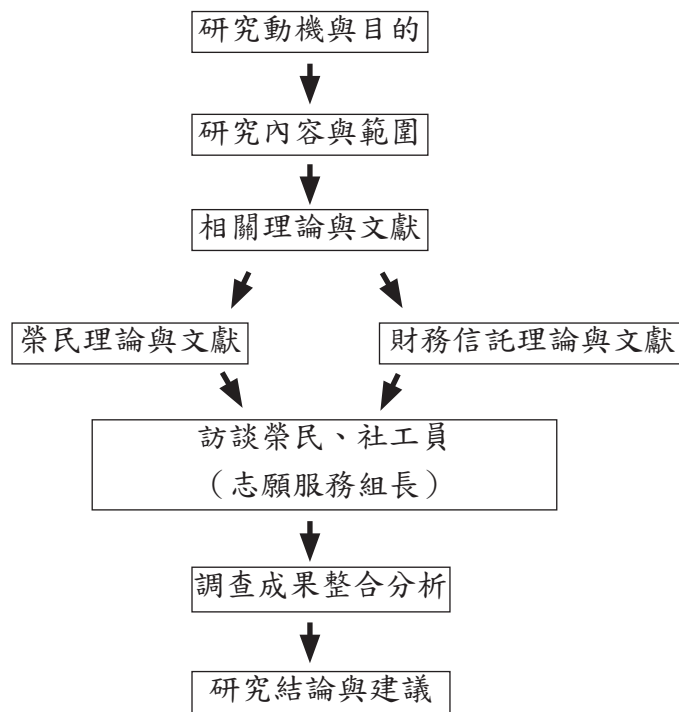 研究動機與目的
研究內容與範圍
相關理論與文獻
榮民理論與文獻
財務信託理論與文獻
訪談榮民、社工員
（志願服務組長）
調查成果整合分析
研究結論與建議